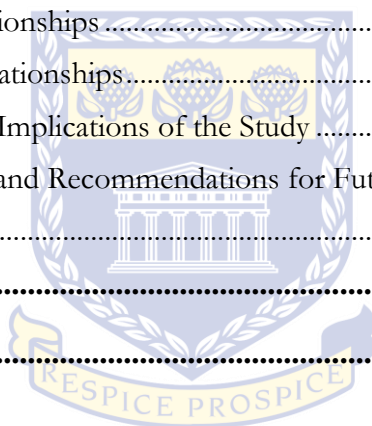 ionships ........................................
ationships.....................................
Implications of the Study .........
and Recommendations for Fut
......................................................
......................................................
......................................................
RESPICE PROSPICE